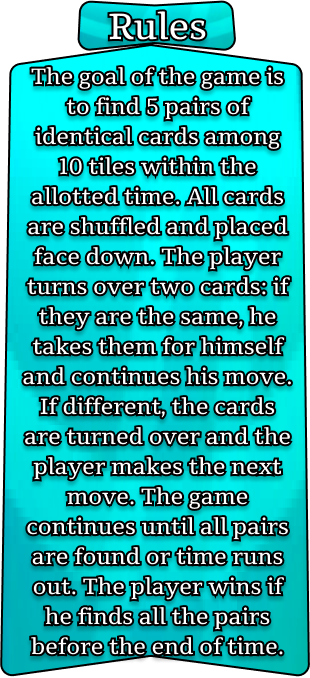 Rules
The goal of the game is
to find 5 pairs of
identical cards among
10 tiles within the
allotted time. All cards
are shuffled and placed
face down. The player
turns over two cards: if
they are the same, he
takes them for himself
and continues his move.
If different, the cards
are turned over and the
player makes the next
move. The game
continues until all pairs
are found or time runs
out. The player wins if
he finds all the pairs
before the end of time.